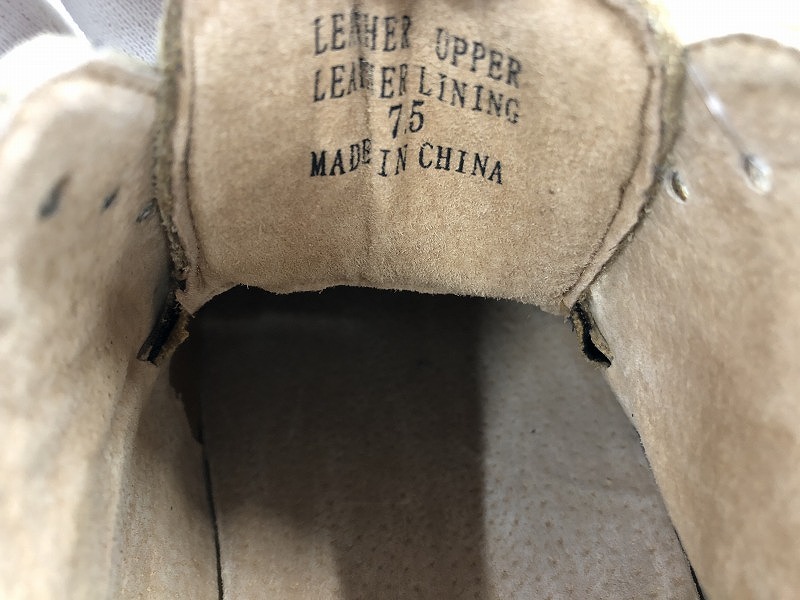 LEATHER UPPER
LEATHER LINING
7.5
MADE IN CHINA